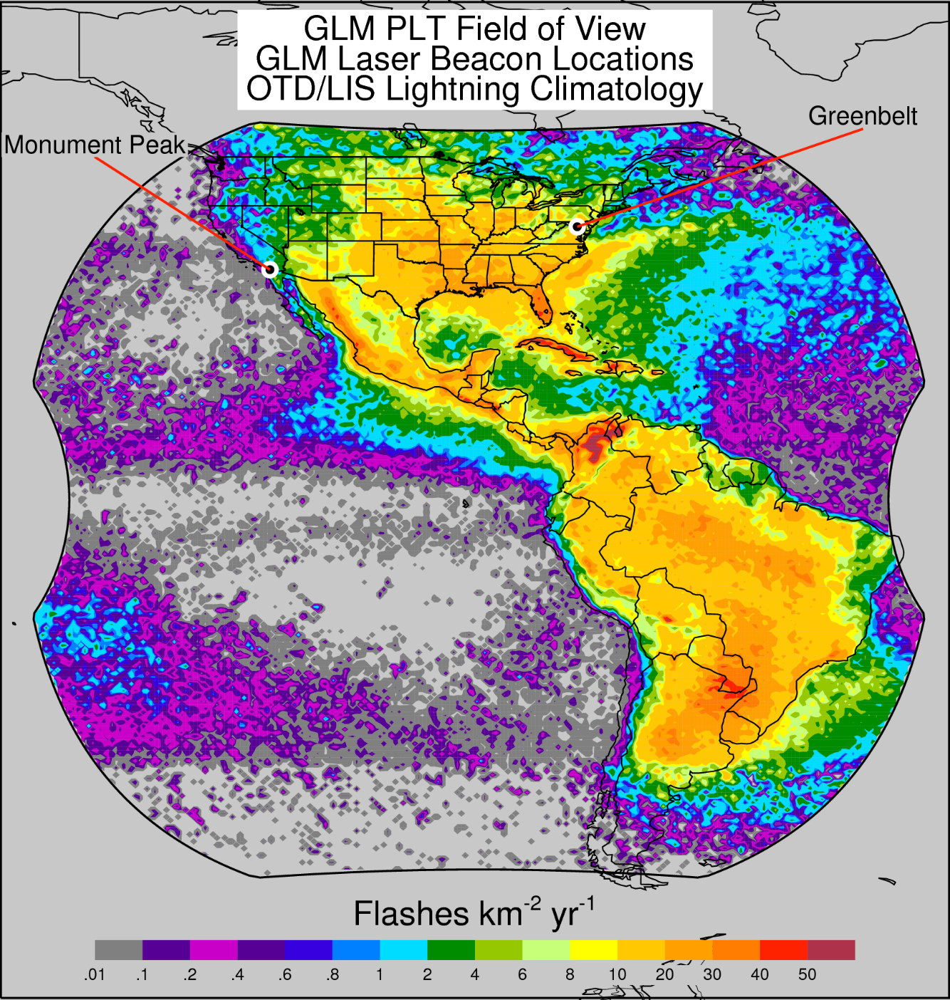 GLM PLT Field of View
GLM Laser Beacon Locations
OTD/LIS Lightning Climatology
Greenbelt
Monument Peak
Flashes km⁻² yr⁻¹
.01 .1 .2 .4 .6 .8 1 2 4 6 8 10 20 30 40 50